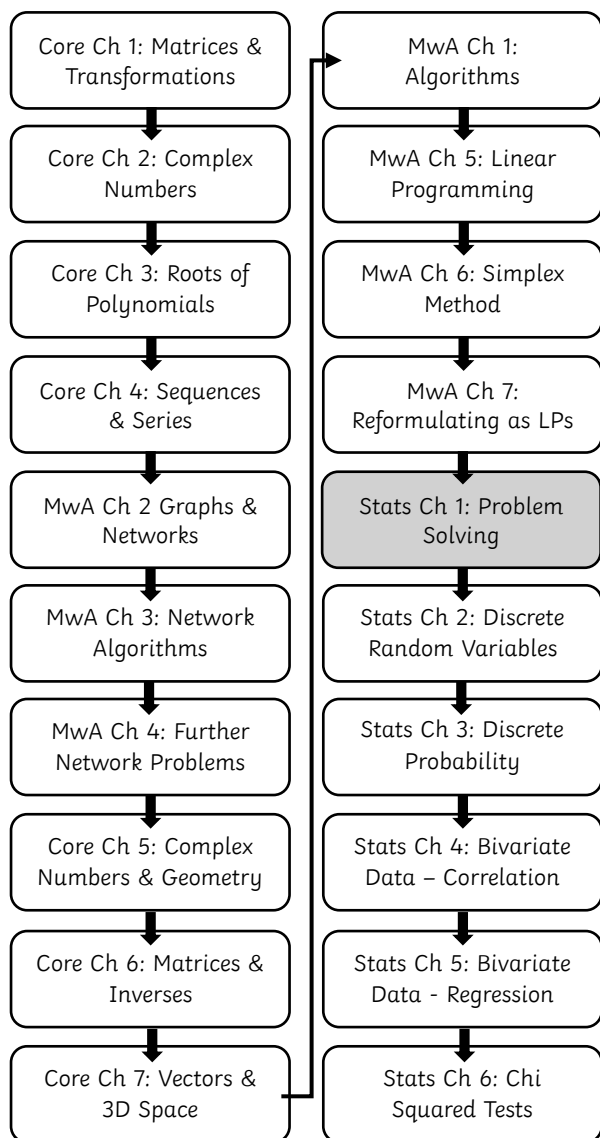 Core Ch 1: Matrices &
Transformations
Core Ch 2: Complex
Numbers
Core Ch 3: Roots of
Polynomials
Core Ch 4: Sequences
& Series
MwA Ch 2 Graphs &
Networks
MwA Ch 3: Network
Algorithms
MwA Ch 4: Further
Network Problems
Core Ch 5: Complex
Numbers & Geometry
Core Ch 6: Matrices &
Inverses
Core Ch 7: Vectors &
3D Space
MwA Ch 1:
Algorithms
MwA Ch 5: Linear
Programming
MwA Ch 6: Simplex
Method
MwA Ch 7:
Reformulating as LPs
Stats Ch 1: Problem
Solving
Stats Ch 2: Discrete
Random Variables
Stats Ch 3: Discrete
Probability
Stats Ch 4: Bivariate
Data – Correlation
Stats Ch 5: Bivariate
Data - Regression
Stats Ch 6: Chi
Squared Tests